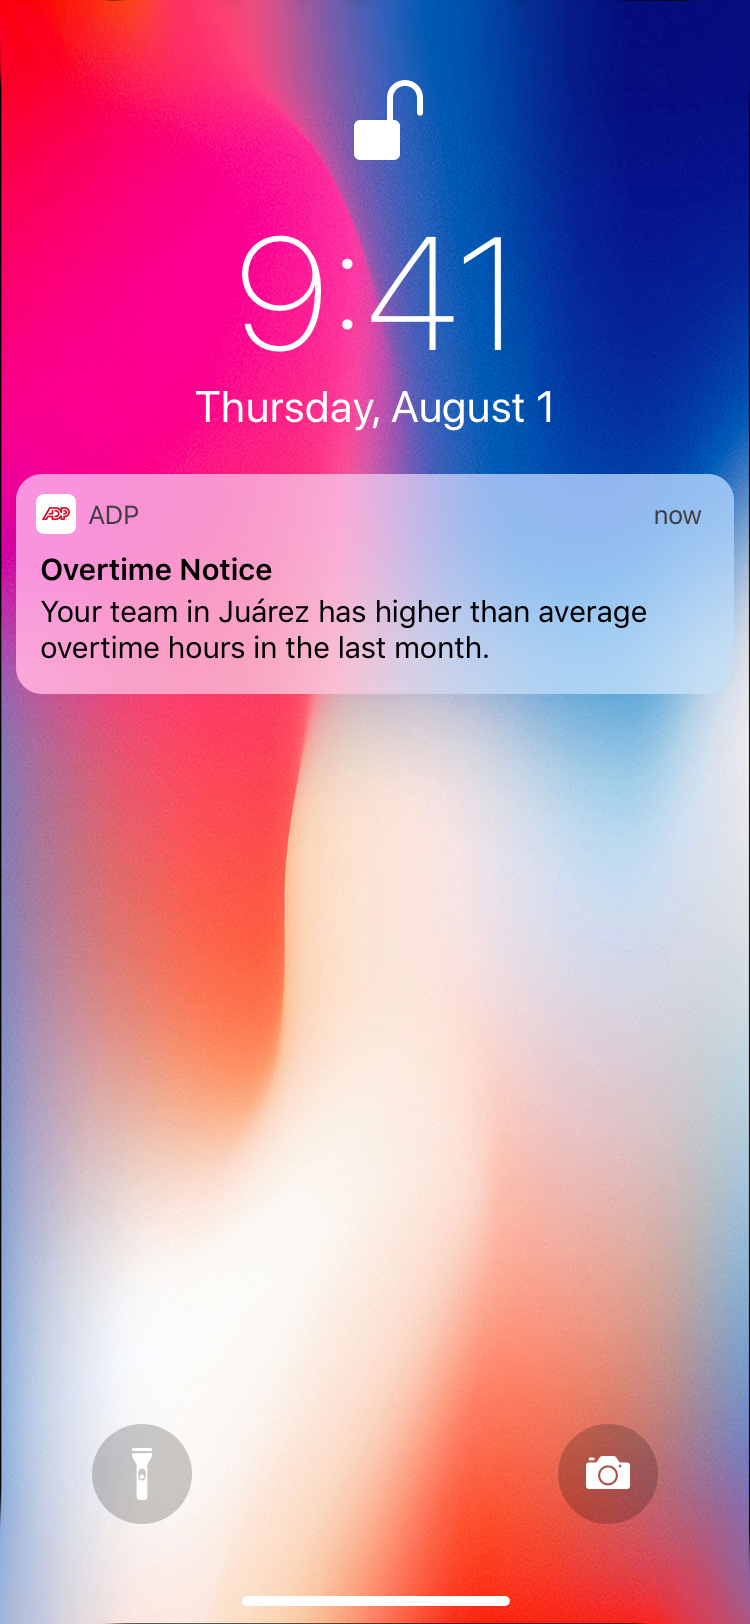 9:41
Thursday, August 1
ADP
ADP
now
Overtime Notice
Your team in Juárez has higher than average
overtime hours in the last month.